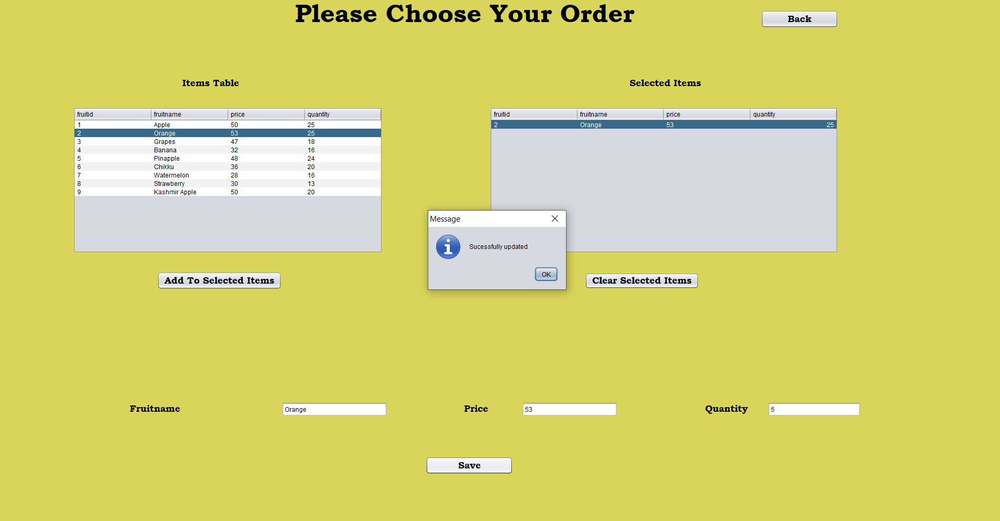 Please Choose Your Order
Back
Items Table
Selected Items
fruitid fruitname price quantity
1 Apple 50 25
2 Orange 53 25
3 Grapes 47 18
4 Banana 32 16
5 Pinapple 48 24
6 Chikku 36 20
7 Watermelon 28 16
8 Strawberry 30 13
9 Kashmir Apple 50 20
fruitid fruitname price quantity
2 Orange 53 25
Message
Sucessfully updated
OK
Add To Selected Items
Clear Selected Items
Fruitname Orange Price 53 Quantity 5
Save